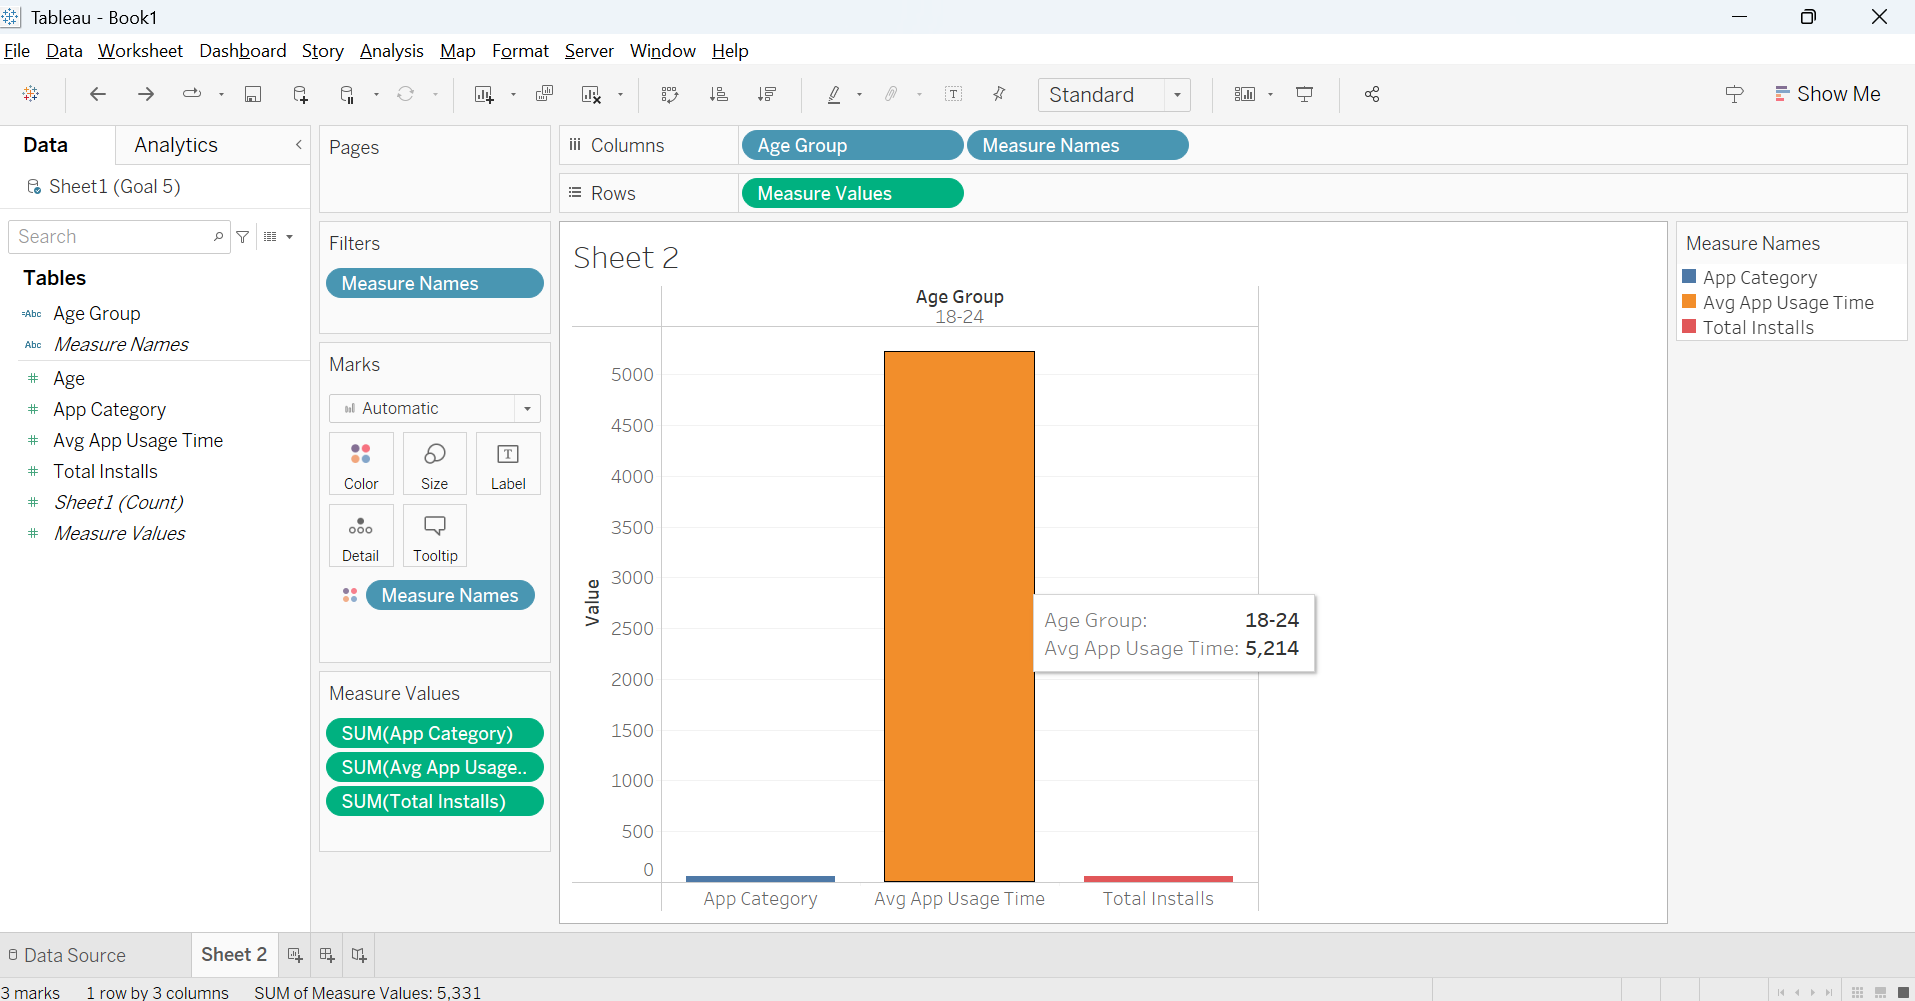 Tableau - Book1
File Data Worksheet Dashboard Story Analysis Map Format Server Window Help
Standard
Show Me
Data
Analytics
Sheet1 (Goal 5)
Search
Tables
=Abc Age Group
Abc Measure Names
# Age
# App Category
# Avg App Usage Time
# Total Installs
# Sheet1 (Count)
# Measure Values
Pages
Filters
Measure Names
Marks
Automatic
Color
Size
Label
Detail
Tooltip
Measure Names
Measure Values
SUM(App Category)
SUM(Avg App Usage..
SUM(Total Installs)
Columns
Age Group
Measure Names
Rows
Measure Values
Sheet 2
Age Group
18-24
Value
5000
4500
4000
3500
3000
2500
2000
1500
1000
500
0
App Category
Avg App Usage Time
Total Installs
Age Group: 18-24
Avg App Usage Time: 5,214
Measure Names
App Category
Avg App Usage Time
Total Installs
Data Source
Sheet 2
3 marks 1 row by 3 columns SUM of Measure Values: 5,331